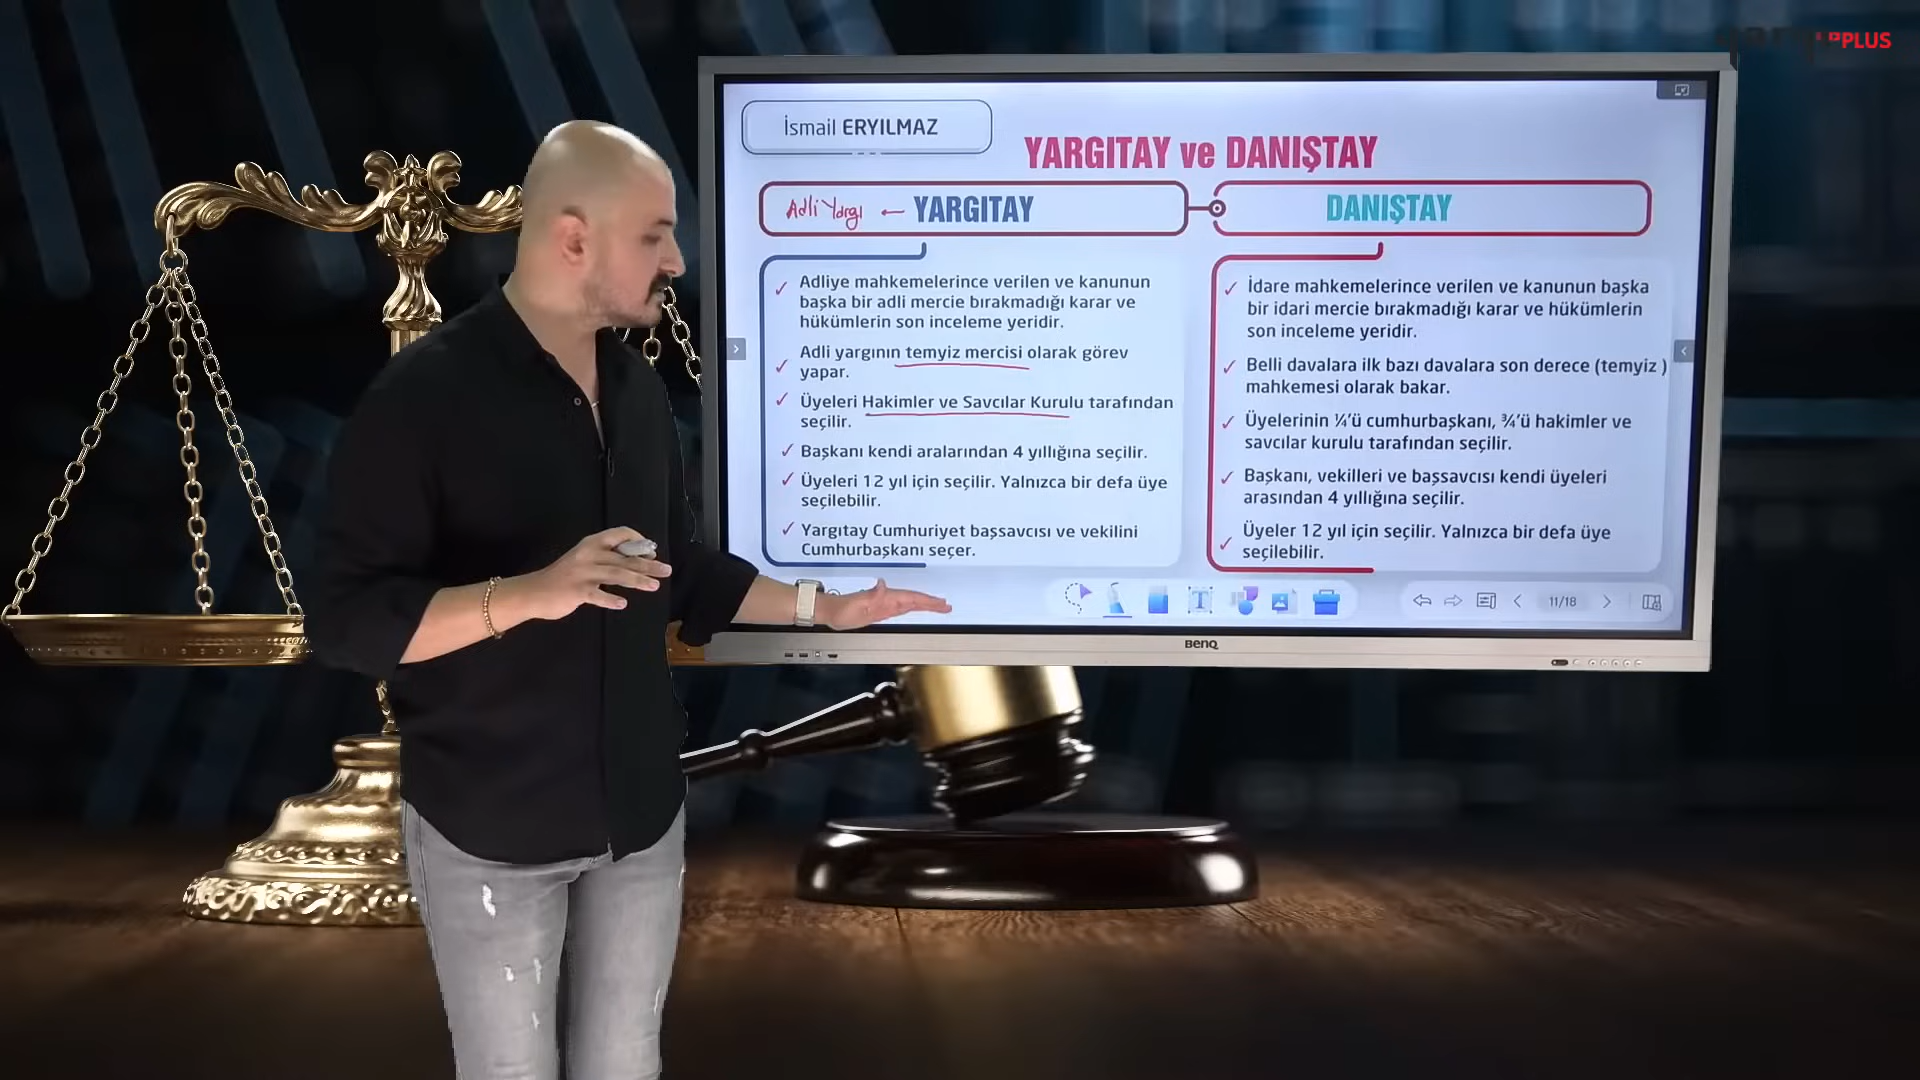 PLUS
İsmail ERYILMAZ
YARGITAY ve DANIŞTAY
Adli Yargı ← YARGITAY
DANIŞTAY
✓ Adliye mahkemelerince verilen ve kanunun
başka bir adli mercie bırakmadığı karar ve
hükümlerin son inceleme yeridir.
✓ Adli yargının temyiz mercisi olarak görev
yapar.
✓ Üyeleri Hakimler ve Savcılar Kurulu tarafından
seçilir.
✓ Başkanı kendi aralarından 4 yıllığına seçilir.
✓ Üyeleri 12 yıl için seçilir. Yalnızca bir defa üye
seçilebilir.
✓ Yargıtay Cumhuriyet başsavcısı ve vekilini
Cumhurbaşkanı seçer.
✓ İdare mahkemelerince verilen ve kanunun başka
bir idari mercie bırakmadığı karar ve hükümlerin
son inceleme yeridir.
✓ Belli davalara ilk bazı davalara son derece (temyiz )
mahkemesi olarak bakar.
✓ Üyelerinin ¼’ü cumhurbaşkanı, ¾’ü hakimler ve
savcılar kurulu tarafından seçilir.
✓ Başkanı, vekilleri ve başsavcısı kendi üyeleri
arasından 4 yıllığına seçilir.
✓ Üyeler 12 yıl için seçilir. Yalnızca bir defa üye
seçilebilir.
11/18
BenQ